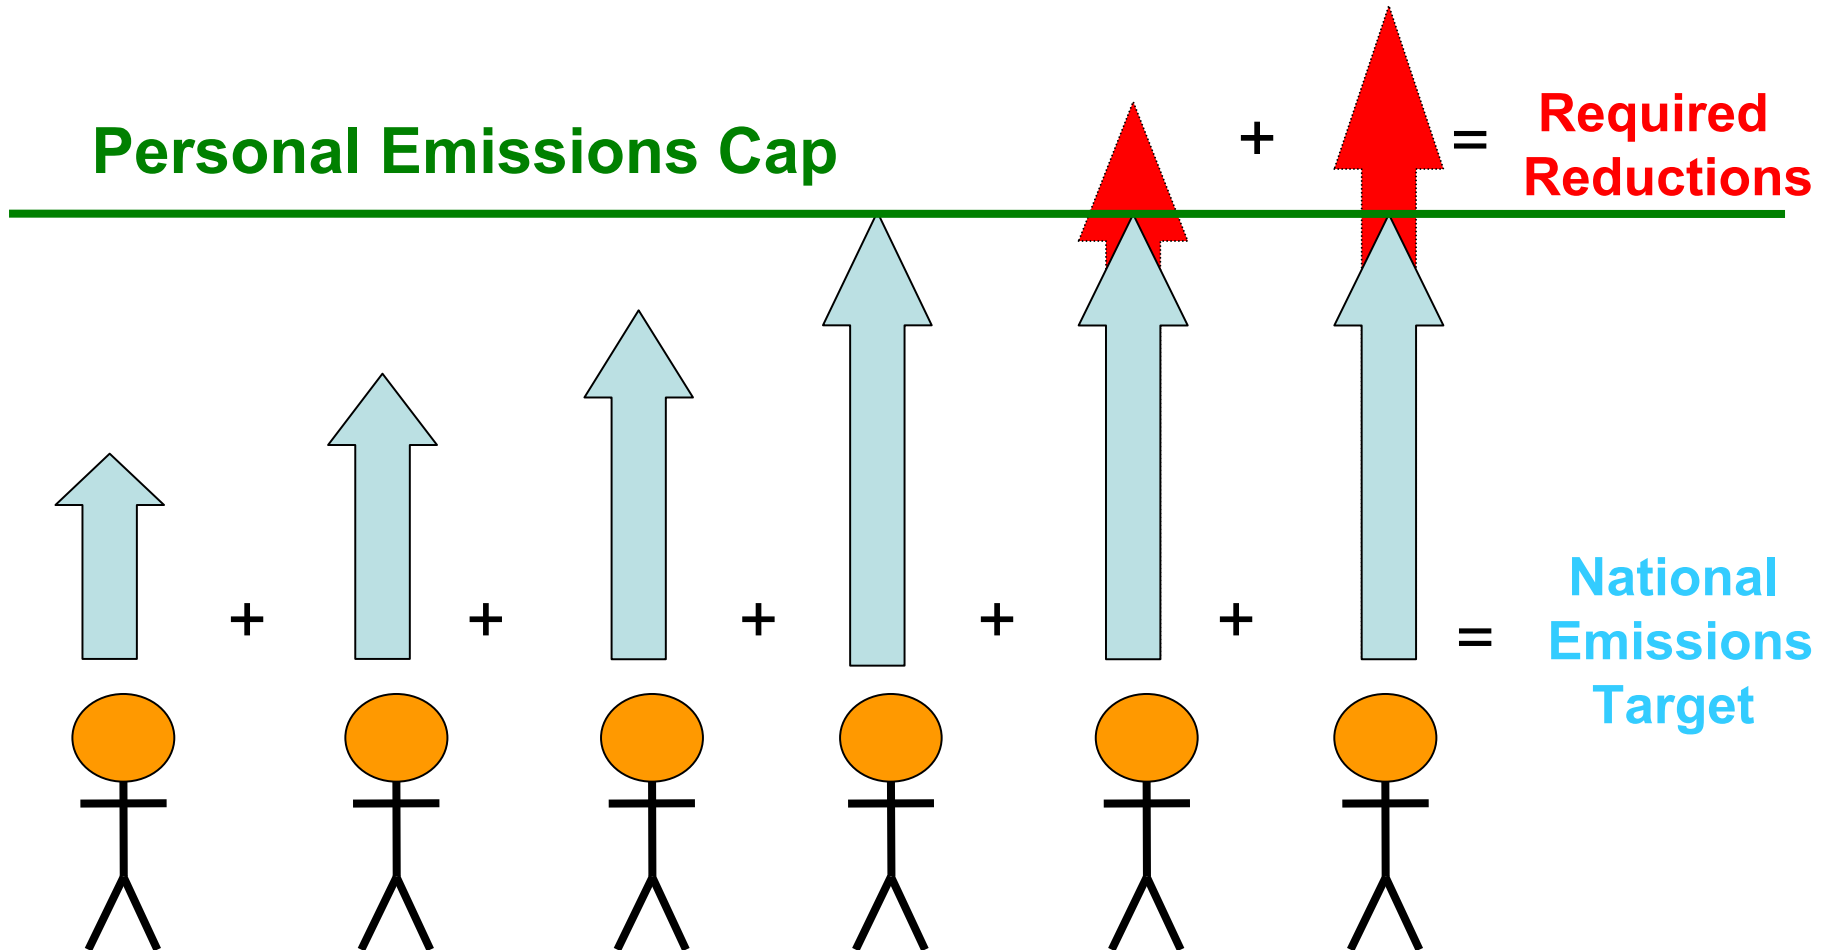 Personal Emissions Cap
+ = Required
Reductions
+ + + + + =
National
Emissions
Target